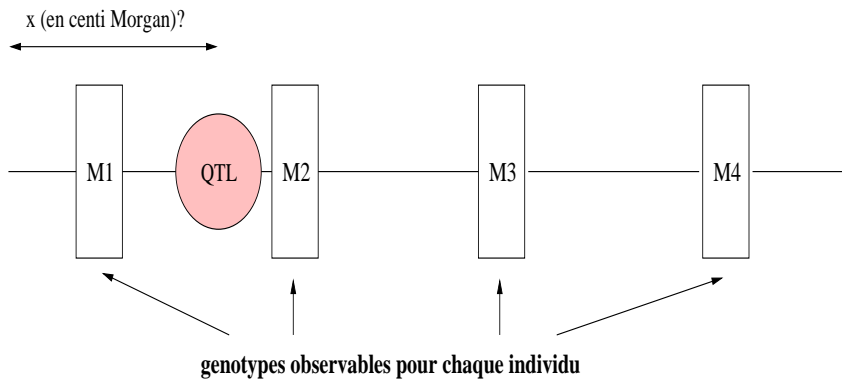 x (en centi Morgan)?
M1
QTL
M2
M3
M4
genotypes observables pour chaque individu